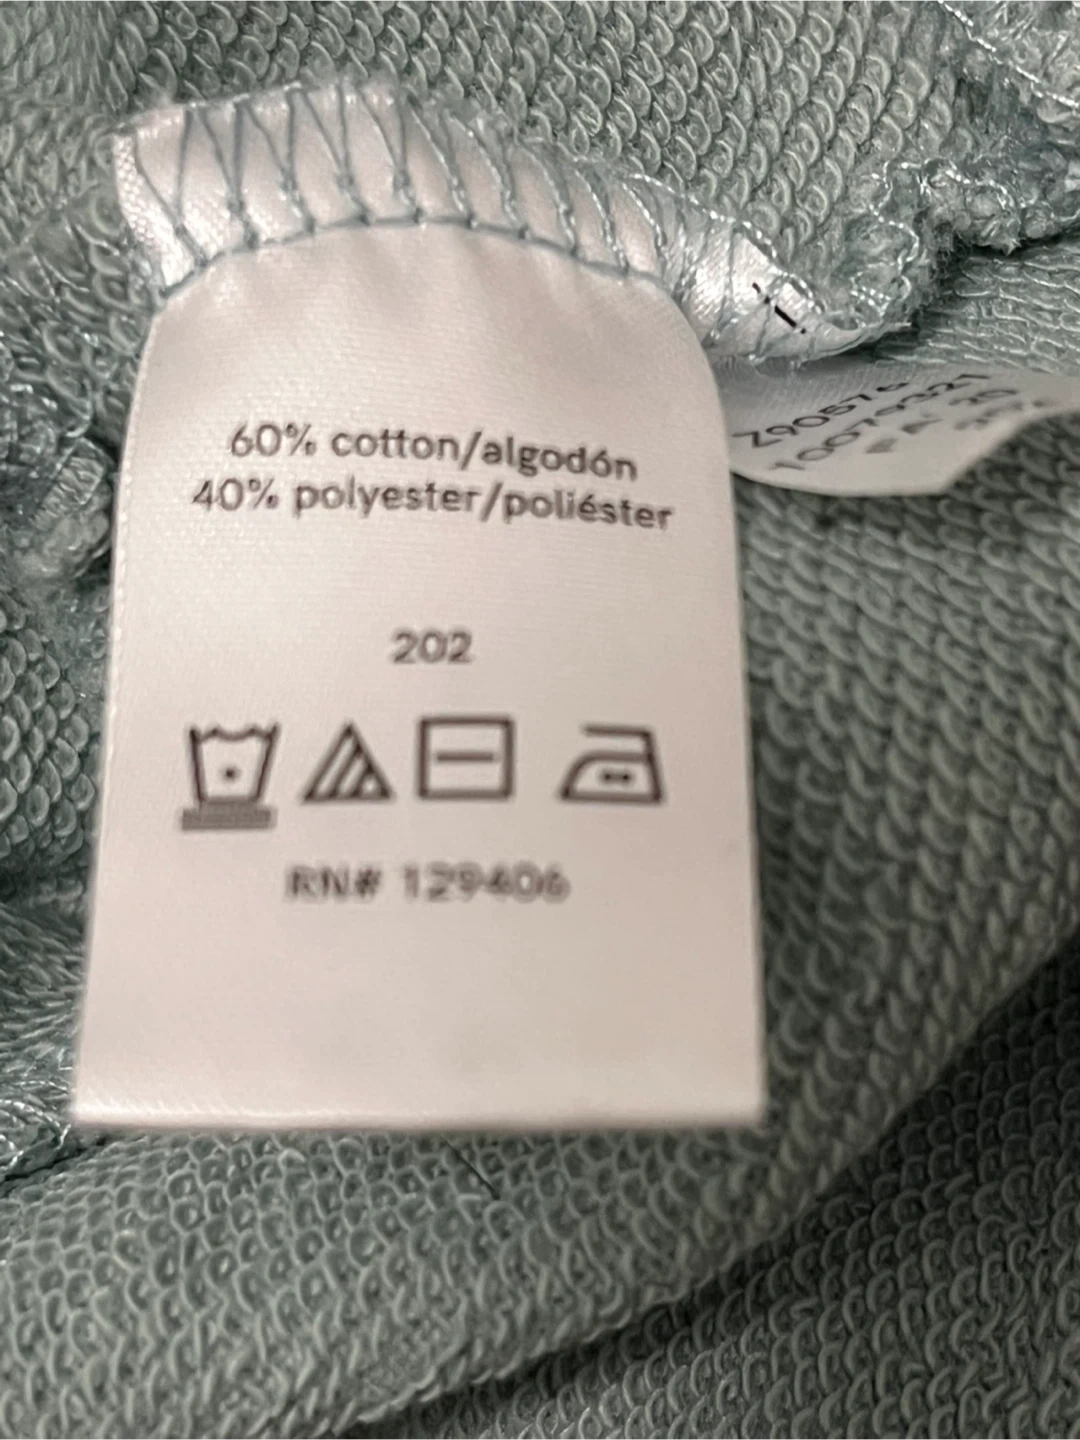 60% cotton/algodón
40% polyester/poliéster
202
RN# 129406